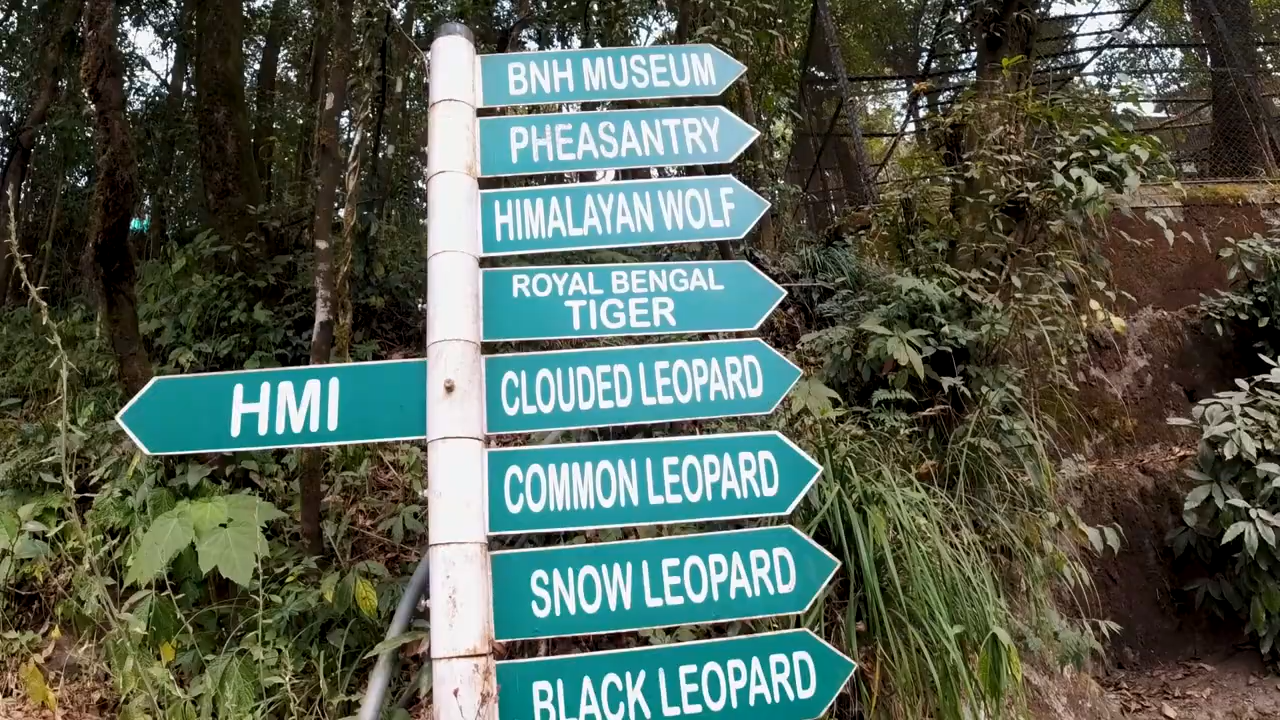 BNH MUSEUM
PHEASANTRY
HIMALAYAN WOLF
ROYAL BENGAL
TIGER
HMI
CLOUDED LEOPARD
COMMON LEOPARD
SNOW LEOPARD
BLACK LEOPARD